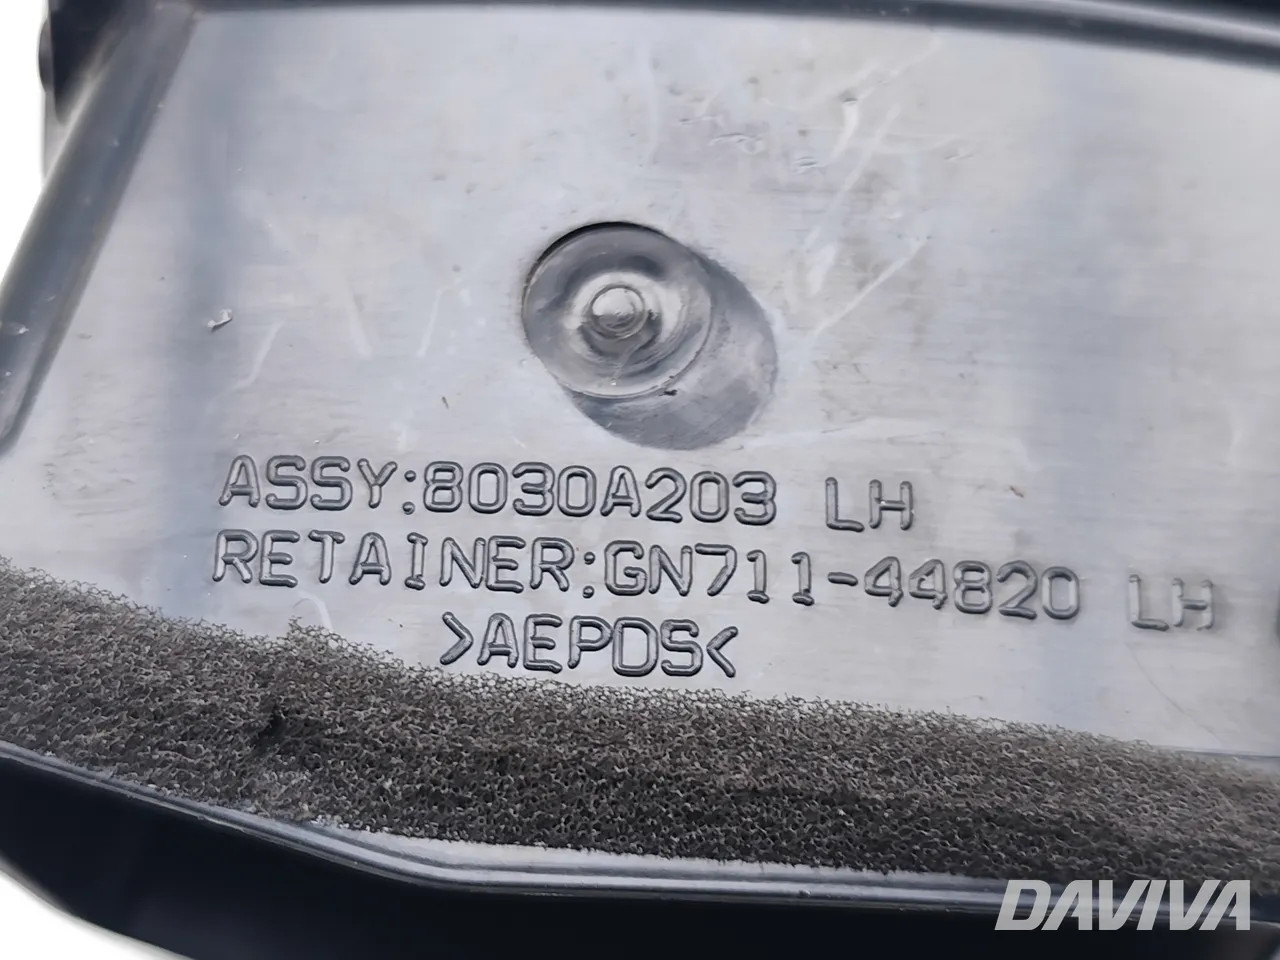 ASSY:8030A203 LH
RETAINER:GN711-44820 LH
>AEPDS<
DAVIVA